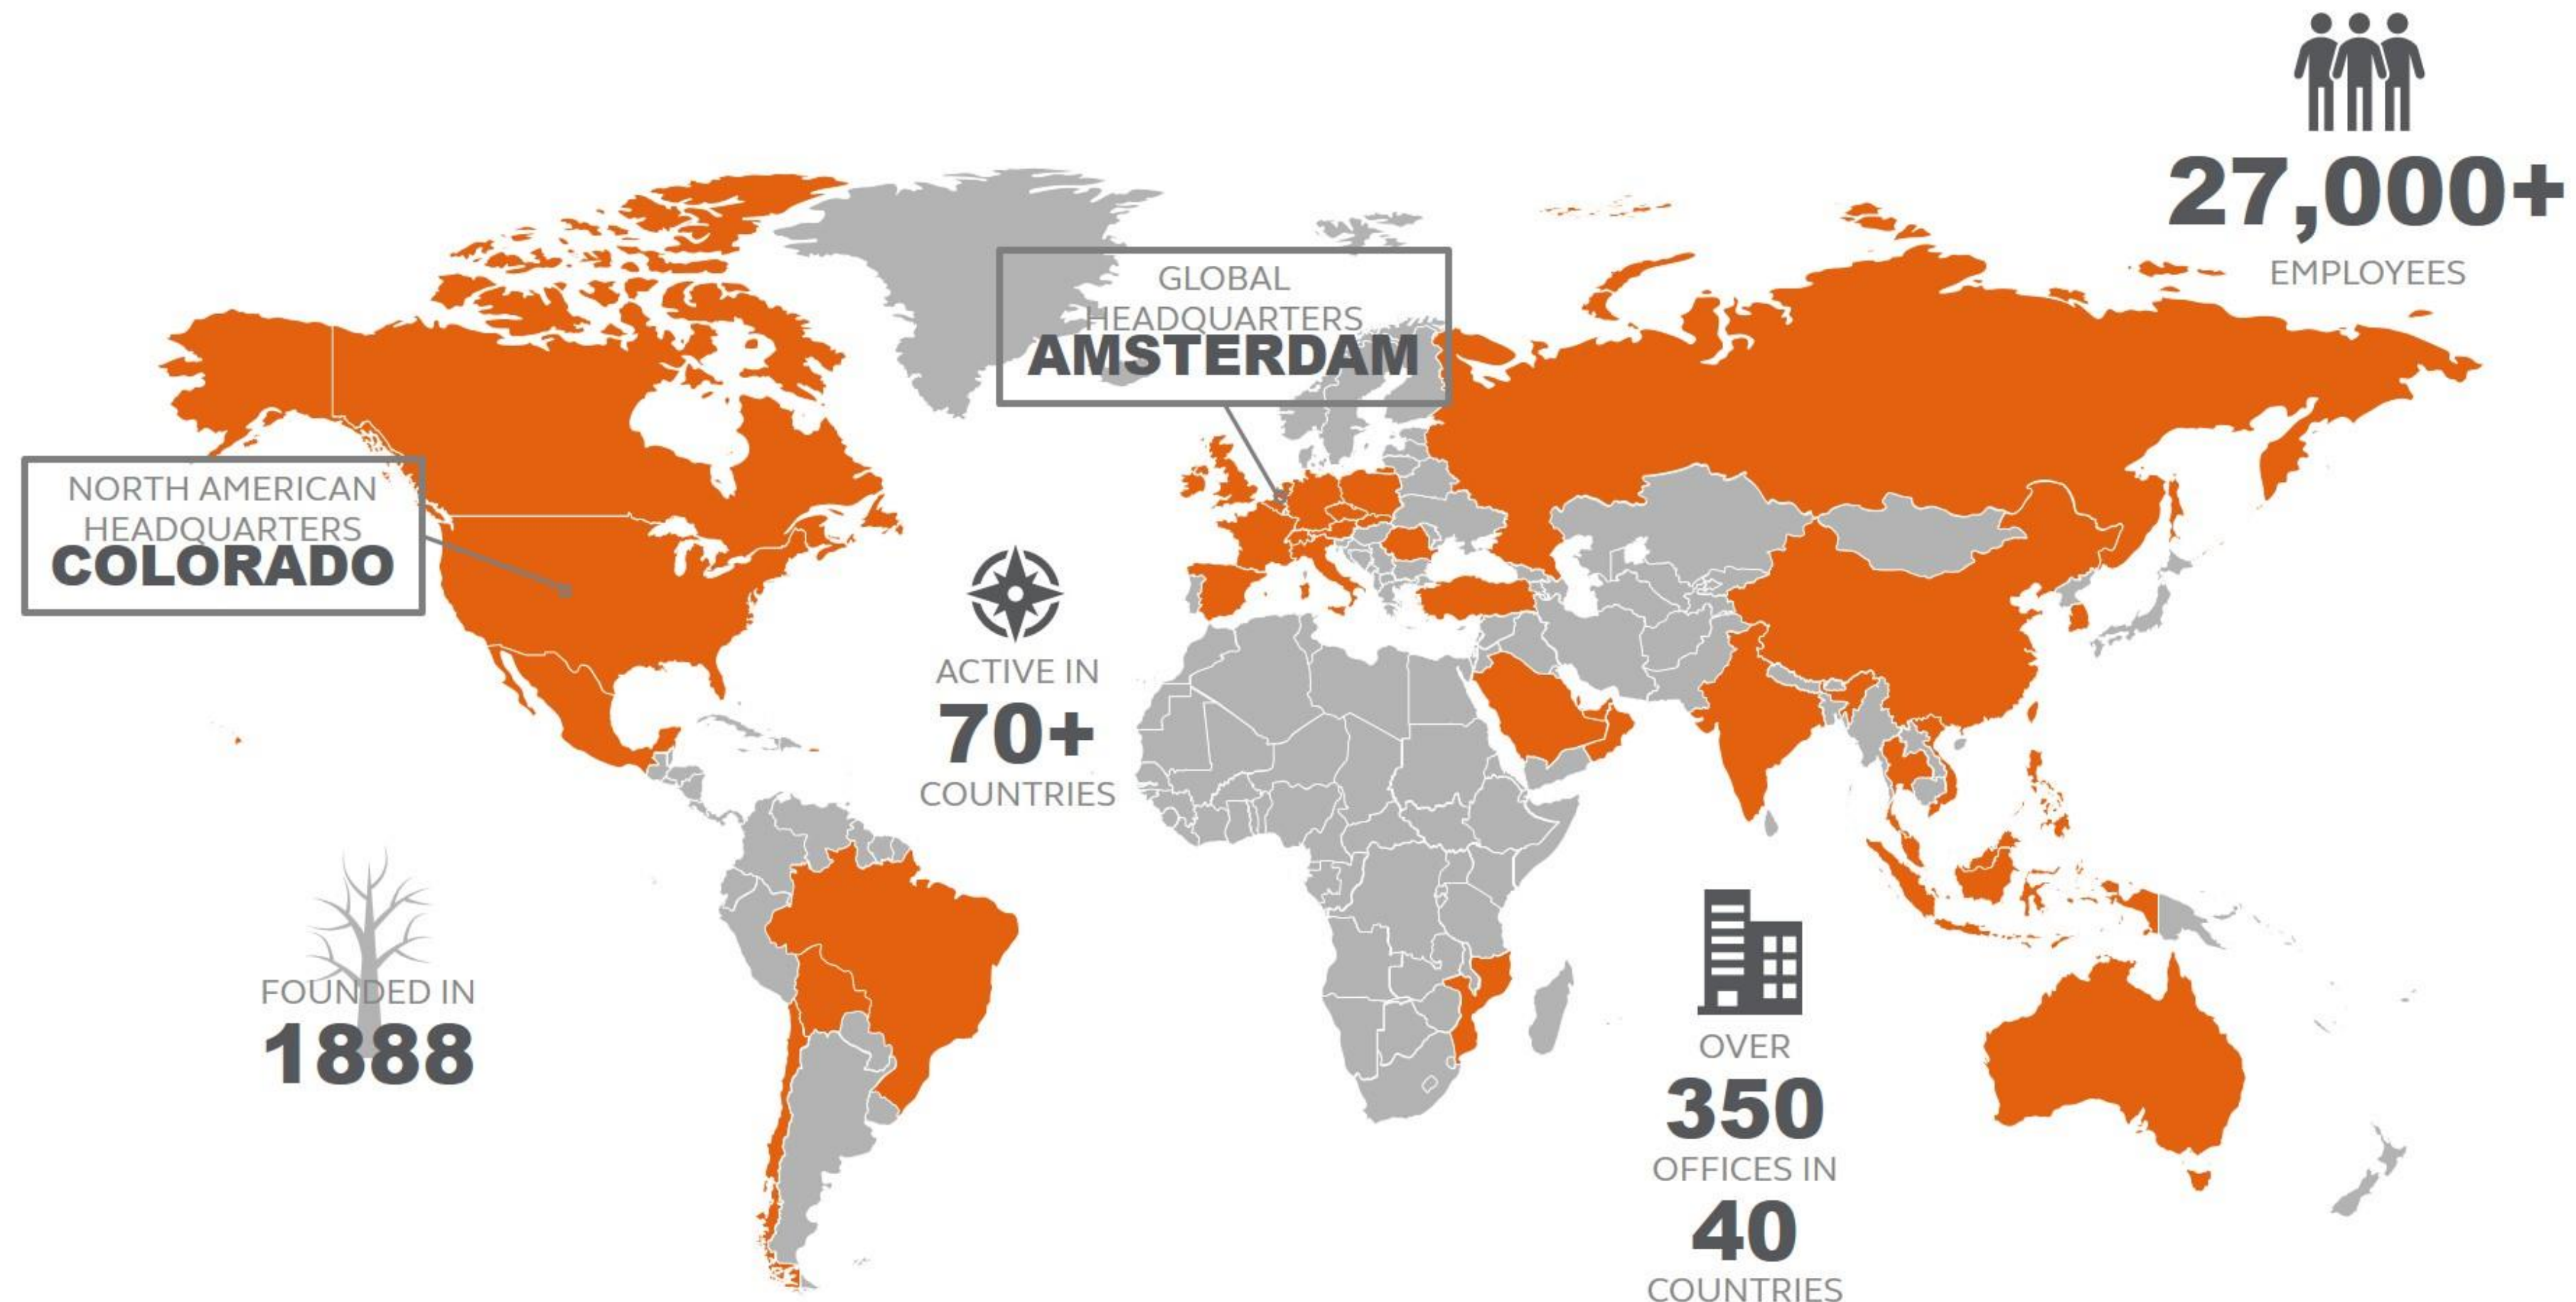 27,000+
EMPLOYEES
GLOBAL
HEADQUARTERS
AMSTERDAM
NORTH AMERICAN
HEADQUARTERS
COLORADO
ACTIVE IN
70+
COUNTRIES
FOUNDED IN
1888
OVER
350
OFFICES IN
40
COUNTRIES